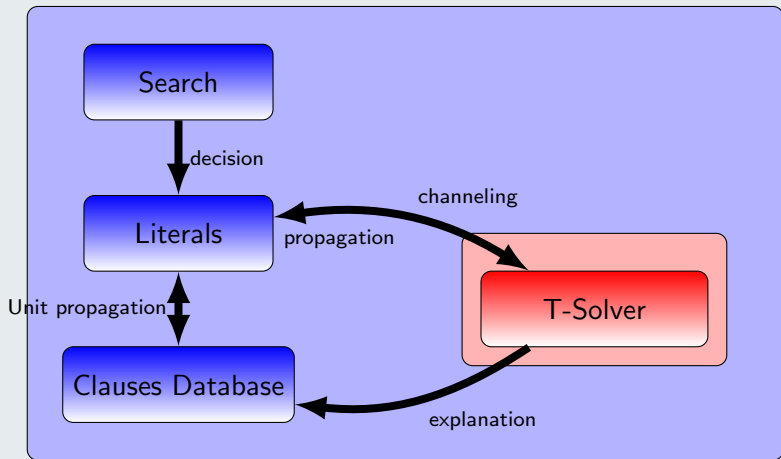 Search
decision
channeling
Literals
propagation
Unit propagation
T-Solver
Clauses Database
explanation